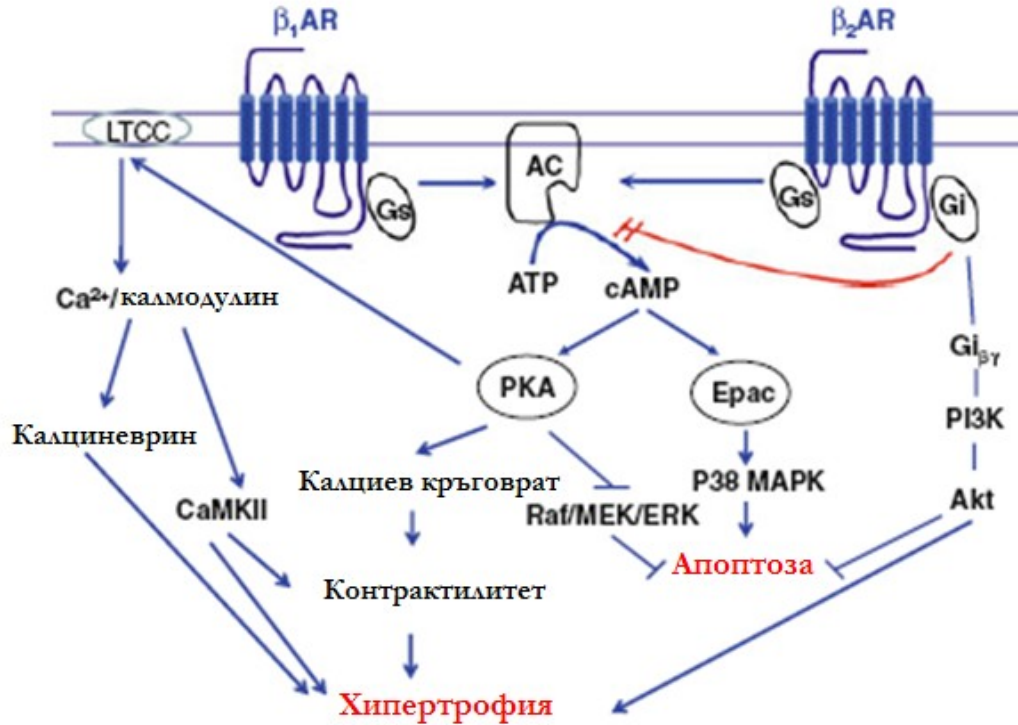 β₁AR
β₂AR
LTCC
AC
Gs
Gs
Gi
ATP
cAMP
Ca²⁺/калмодулин
Giβγ
PKA
Epac
PI3K
Калциневрин
Калциев кръговрат
P38 MAPK
CaMKII
Raf/MEK/ERK
Akt
Апоптоза
Контрактилитет
Хипертрофия